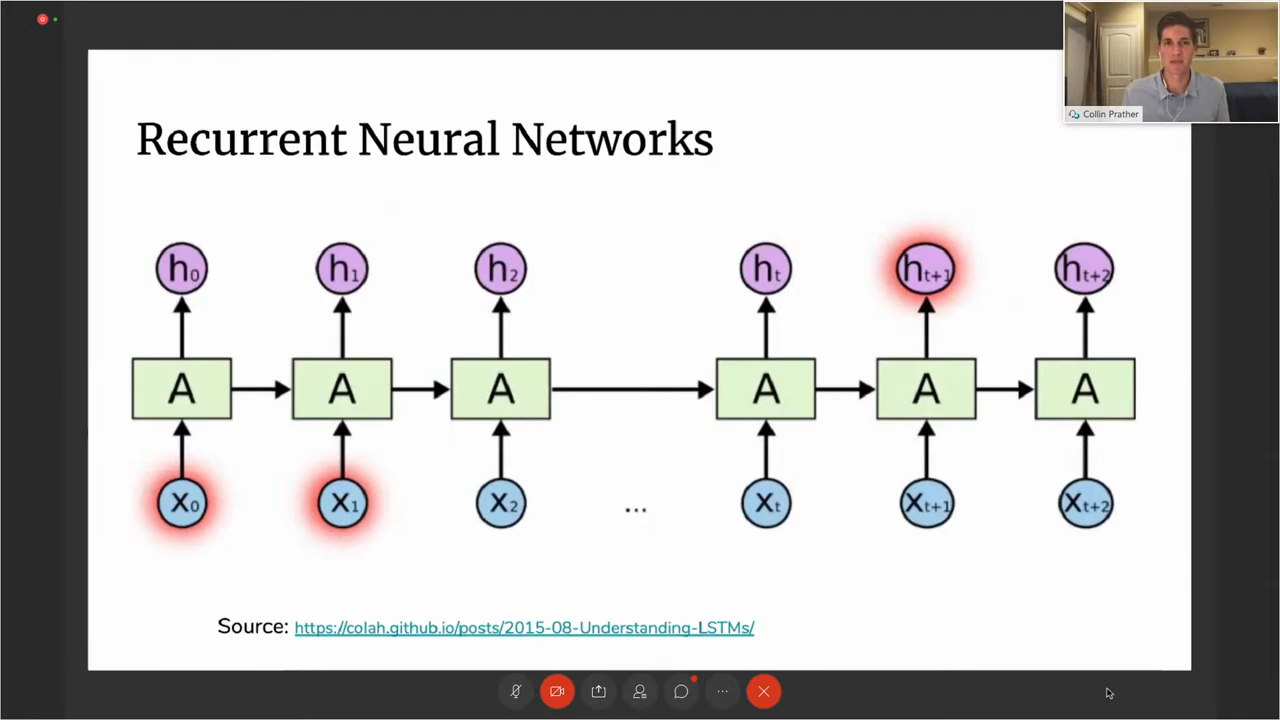 Collin Prather
Recurrent Neural Networks
h0 h1 h2 ht ht+1 ht+2
A A A A A A
x0 x1 x2 ... xt xt+1 xt+2
Source: https://colah.github.io/posts/2015-08-Understanding-LSTMs/